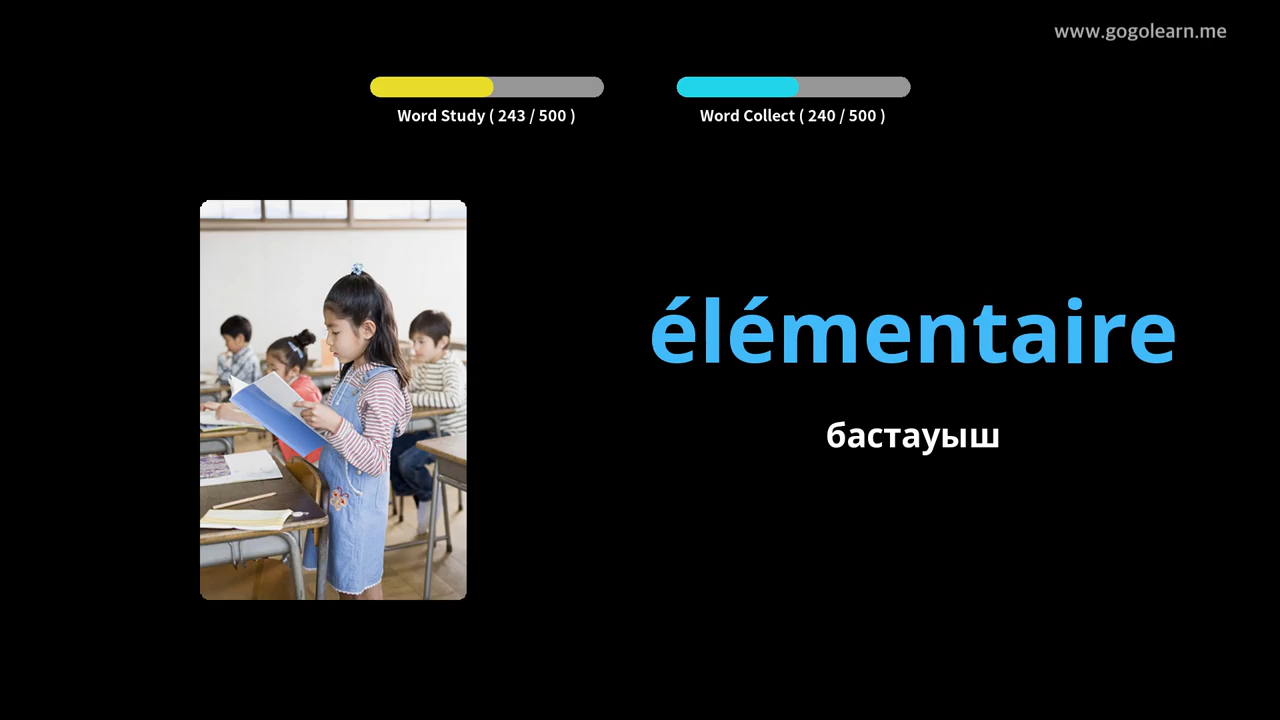 www.gogolearn.me
Word Study ( 243 / 500 )
Word Collect ( 240 / 500 )
élémentaire
бастауыш